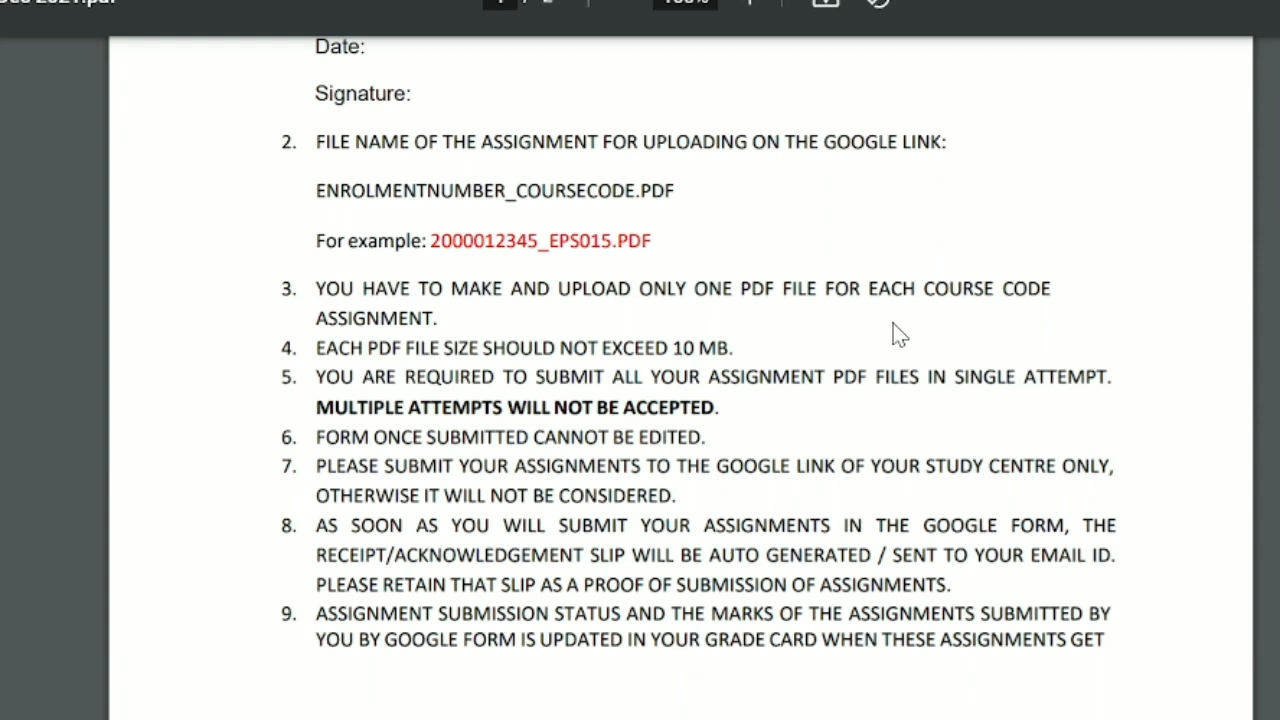 Date:
Signature:
2. FILE NAME OF THE ASSIGNMENT FOR UPLOADING ON THE GOOGLE LINK:
ENROLMENTNUMBER_COURSECODE.PDF
For example: 2000012345_EPS015.PDF
3. YOU HAVE TO MAKE AND UPLOAD ONLY ONE PDF FILE FOR EACH COURSE CODE
ASSIGNMENT.
4. EACH PDF FILE SIZE SHOULD NOT EXCEED 10 MB.
5. YOU ARE REQUIRED TO SUBMIT ALL YOUR ASSIGNMENT PDF FILES IN SINGLE ATTEMPT.
MULTIPLE ATTEMPTS WILL NOT BE ACCEPTED.
6. FORM ONCE SUBMITTED CANNOT BE EDITED.
7. PLEASE SUBMIT YOUR ASSIGNMENTS TO THE GOOGLE LINK OF YOUR STUDY CENTRE ONLY,
OTHERWISE IT WILL NOT BE CONSIDERED.
8. AS SOON AS YOU WILL SUBMIT YOUR ASSIGNMENTS IN THE GOOGLE FORM, THE
RECEIPT/ACKNOWLEDGEMENT SLIP WILL BE AUTO GENERATED / SENT TO YOUR EMAIL ID.
PLEASE RETAIN THAT SLIP AS A PROOF OF SUBMISSION OF ASSIGNMENTS.
9. ASSIGNMENT SUBMISSION STATUS AND THE MARKS OF THE ASSIGNMENTS SUBMITTED BY
YOU BY GOOGLE FORM IS UPDATED IN YOUR GRADE CARD WHEN THESE ASSIGNMENTS GET